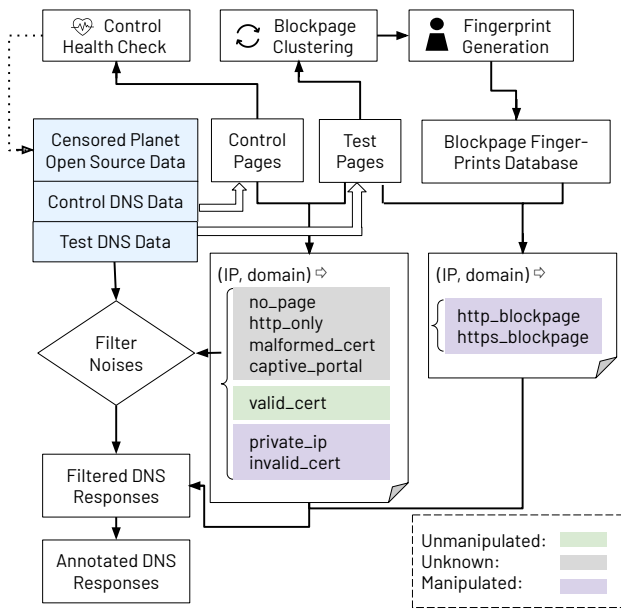 Control
Health Check
Blockpage
Clustering
Fingerprint
Generation
Censored Planet
Open Source Data
Control DNS Data
Test DNS Data
Control
Pages
Test
Pages
Blockpage Finger-
Prints Database
(IP, domain) ⇨
no_page
http_only
malformed_cert
captive_portal
valid_cert
private_ip
invalid_cert
(IP, domain) ⇨
http_blockpage
https_blockpage
Filter
Noises
Filtered DNS
Responses
Annotated DNS
Responses
Unmanipulated:
Unknown:
Manipulated: